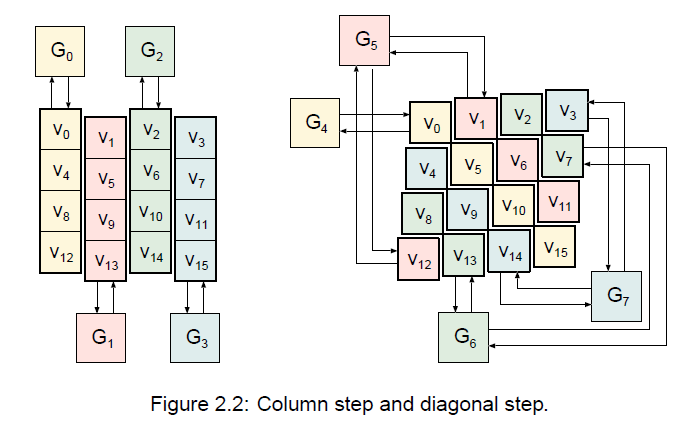 G₀ G₂
V₀ V₁ V₂ V₃
V₄ V₅ V₆ V₇
V₈ V₉ V₁₀ V₁₁
V₁₂ V₁₃ V₁₄ V₁₅
G₁ G₃
G₅
G₄ V₀ V₁ V₂ V₃
V₄ V₅ V₆ V₇
V₈ V₉ V₁₀ V₁₁
V₁₂ V₁₃ V₁₄ V₁₅
G₆ G₇
Figure 2.2: Column step and diagonal step.